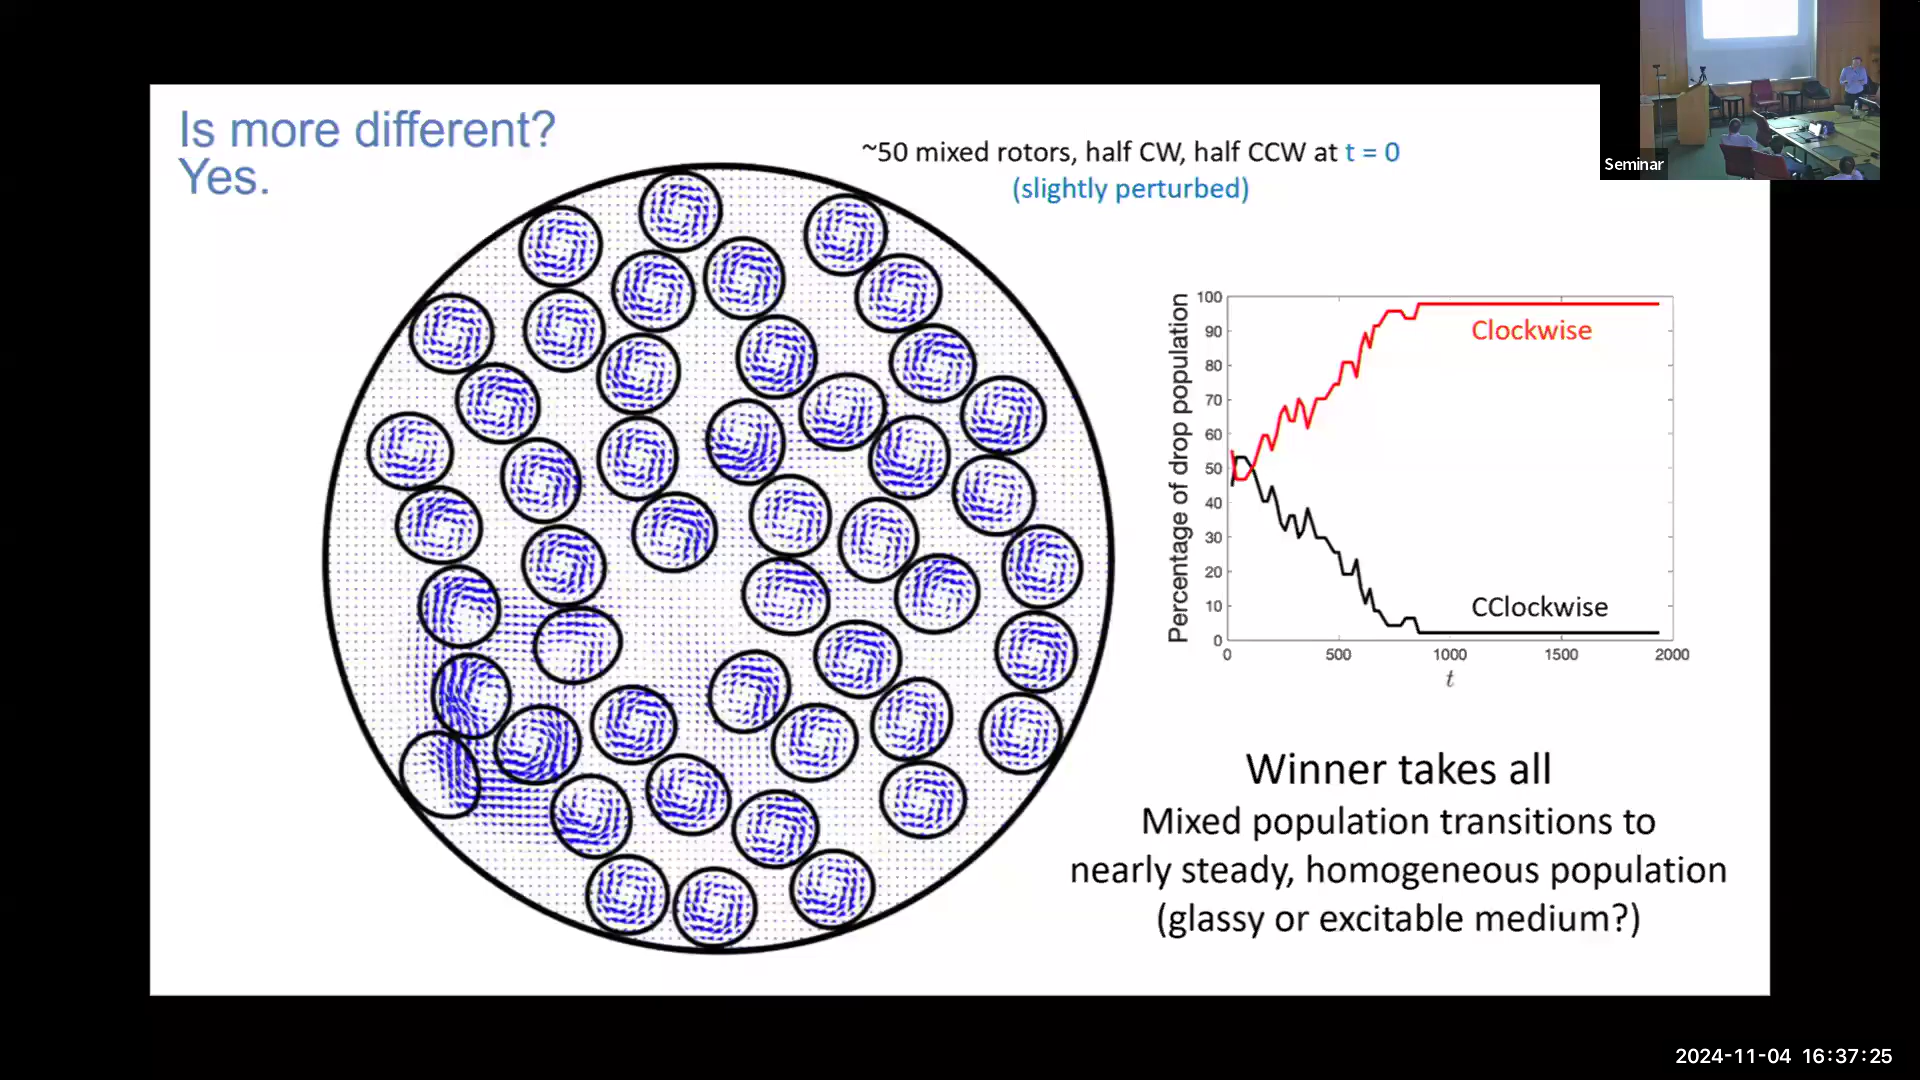 Is more different?
Yes.
~50 mixed rotors, half CW, half CCW at t = 0
(slightly perturbed)
Seminar
Percentage of drop population
100
90
80
70
60
50
40
30
20
10
0
Clockwise
CClockwise
0 500 1000 1500 2000
t
Winner takes all
Mixed population transitions to
nearly steady, homogeneous population
(glassy or excitable medium?)
2024-11-04 16:37:25